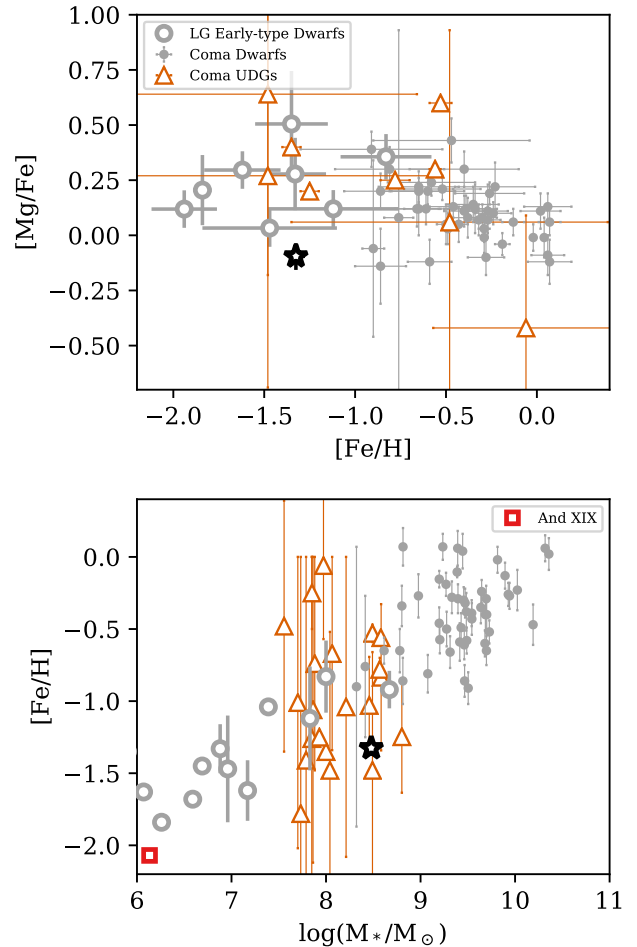 1.00
0.75
0.50
0.25
0.00
−0.25
−0.50
[Mg/Fe]
LG Early-type Dwarfs
Coma Dwarfs
Coma UDGs
−2.0 −1.5 −1.0 −0.5 0.0
[Fe/H]
0.0
−0.5
−1.0
−1.5
−2.0
[Fe/H]
And XIX
6 7 8 9 10 11
log(M*/M⊙)